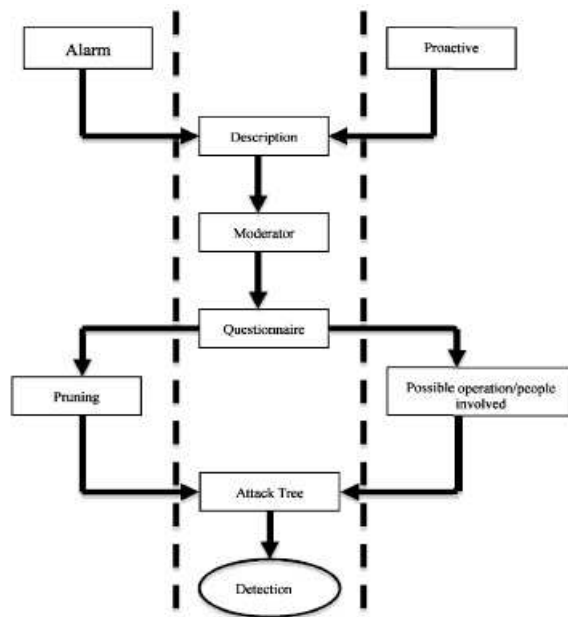 Alarm
Proactive
Description
Moderator
Questionnaire
Pruning
Possible operation/people
involved
Attack Tree
Detection